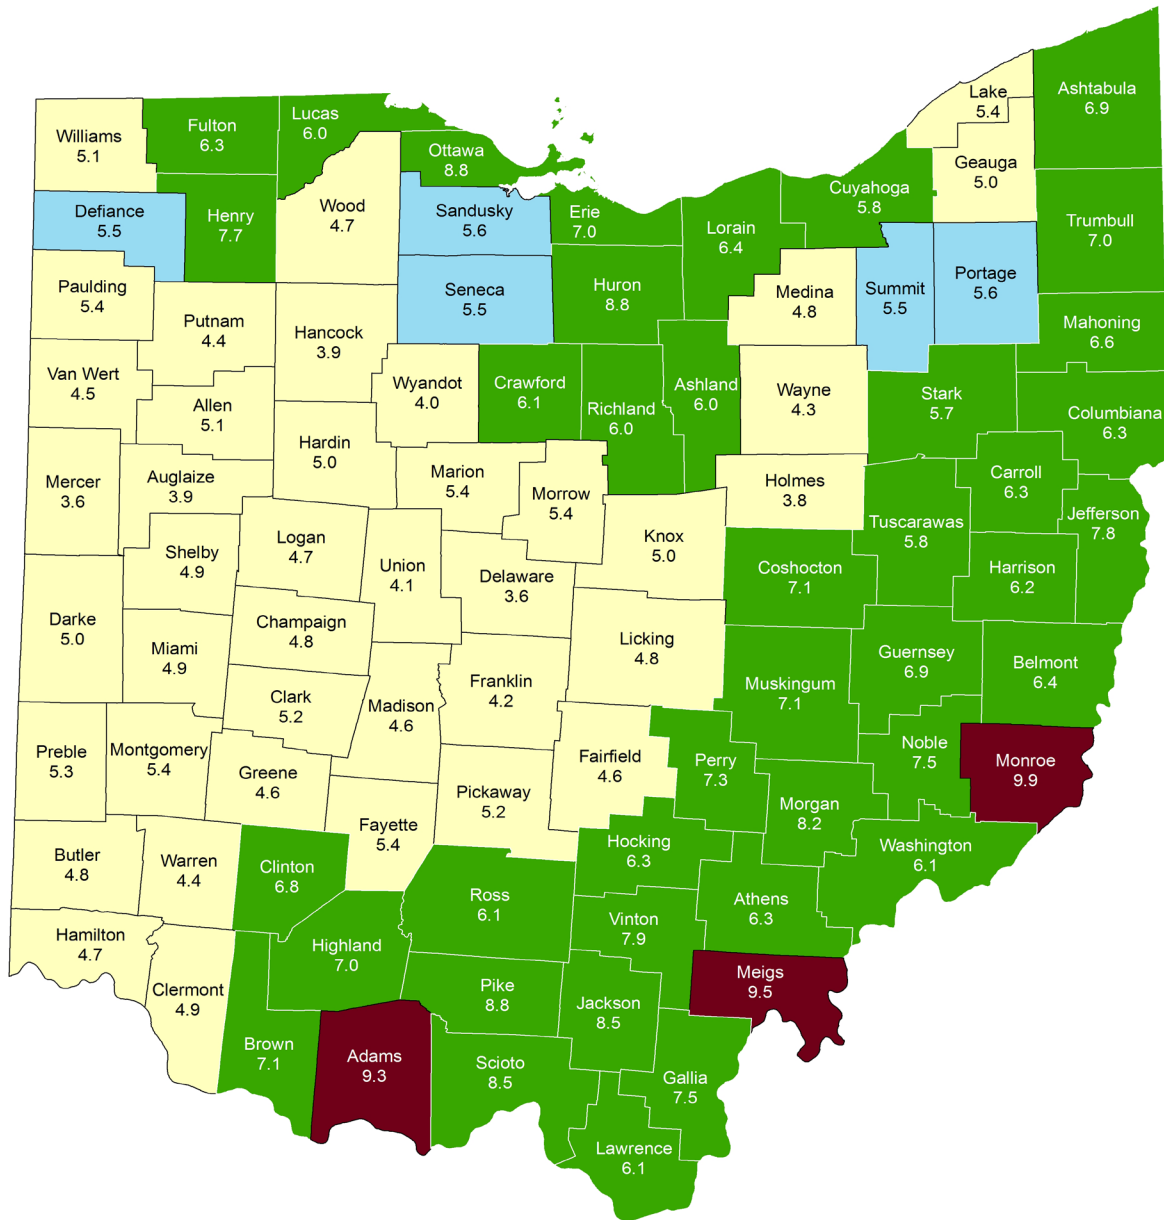 Ashtabula
6.9
Lake
5.4
Lucas
6.0
Fulton
6.3
Williams
5.1
Ottawa
8.8
Geauga
5.0
Cuyahoga
5.8
Wood
4.7
Defiance
5.5
Henry
7.7
Sandusky
5.6
Erie
7.0
Lorain
6.4
Trumbull
7.0
Portage
5.6
Summit
5.5
Medina
4.8
Huron
8.8
Seneca
5.5
Paulding
5.4
Putnam
4.4
Hancock
3.9
Mahoning
6.6
Van Wert
4.5
Allen
5.1
Wyandot
4.0
Crawford
6.1
Richland
6.0
Ashland
6.0
Wayne
4.3
Stark
5.7
Columbiana
6.3
Hardin
5.0
Mercer
3.6
Auglaize
3.9
Marion
5.4
Morrow
5.4
Holmes
3.8
Carroll
6.3
Jefferson
7.8
Tuscarawas
5.8
Knox
5.0
Logan
4.7
Shelby
4.9
Union
4.1
Delaware
3.6
Coshocton
7.1
Harrison
6.2
Darke
5.0
Champaign
4.8
Miami
4.9
Licking
4.8
Guernsey
6.9
Belmont
6.4
Muskingum
7.1
Franklin
4.2
Clark
5.2
Madison
4.6
Preble
5.3
Montgomery
5.4
Greene
4.6
Fairfield
4.6
Perry
7.3
Noble
7.5
Monroe
9.9
Pickaway
5.2
Morgan
8.2
Fayette
5.4
Hocking
6.3
Washington
6.1
Butler
4.8
Warren
4.4
Clinton
6.8
Ross
6.1
Athens
6.3
Vinton
7.9
Hamilton
4.7
Highland
7.0
Meigs
9.5
Clermont
4.9
Pike
8.8
Jackson
8.5
Brown
7.1
Adams
9.3
Scioto
8.5
Gallia
7.5
Lawrence
6.1